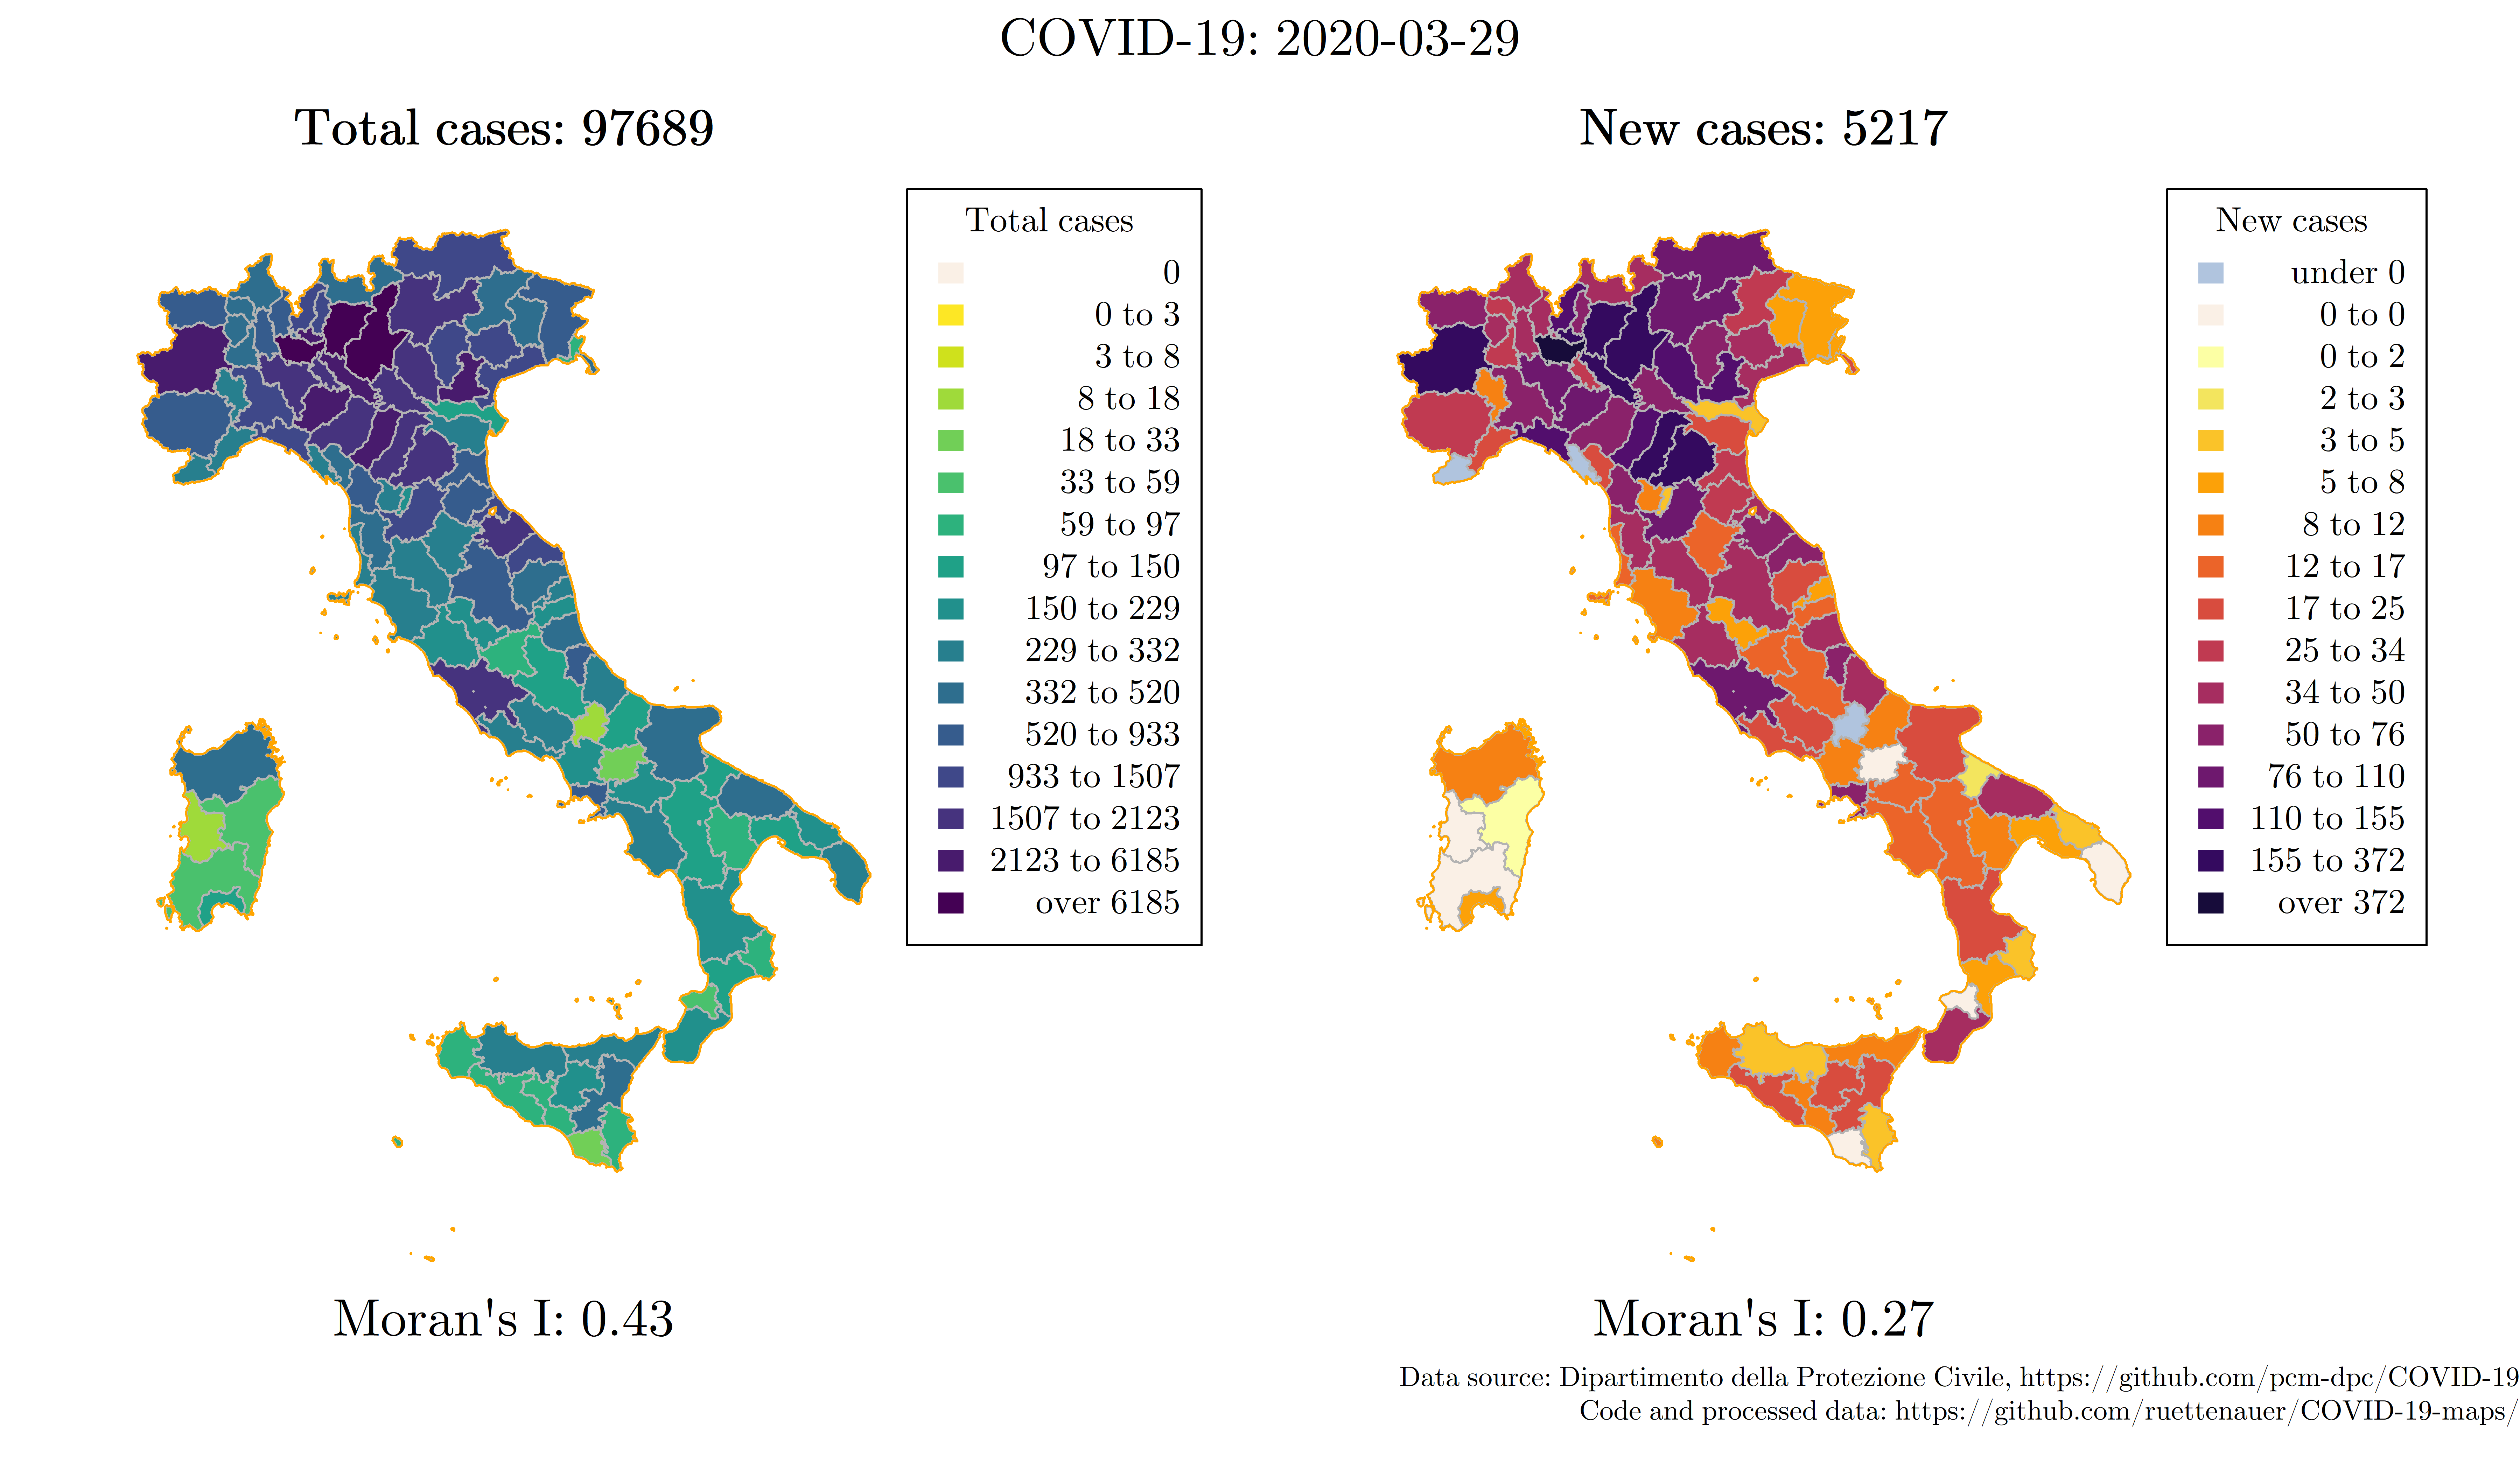 COVID-19: 2020-03-29
Total cases: 97689
Total cases
0
0 to 3
3 to 8
8 to 18
18 to 33
33 to 59
59 to 97
97 to 150
150 to 229
229 to 332
332 to 520
520 to 933
933 to 1507
1507 to 2123
2123 to 6185
over 6185
Moran's I: 0.43
New cases: 5217
New cases
under 0
0 to 0
0 to 2
2 to 3
3 to 5
5 to 8
8 to 12
12 to 17
17 to 25
25 to 34
34 to 50
50 to 76
76 to 110
110 to 155
155 to 372
over 372
Moran's I: 0.27
Data source: Dipartimento della Protezione Civile, https://github.com/pcm-dpc/COVID-19
Code and processed data: https://github.com/ruettenauer/COVID-19-maps/